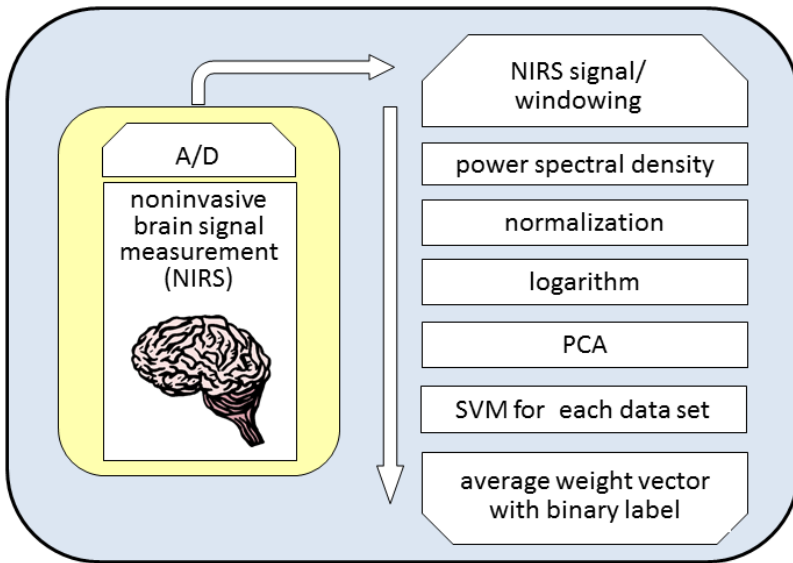 A/D
noninvasive
brain signal
measurement
(NIRS)
NIRS signal/
windowing
power spectral density
normalization
logarithm
PCA
SVM for each data set
average weight vector
with binary label